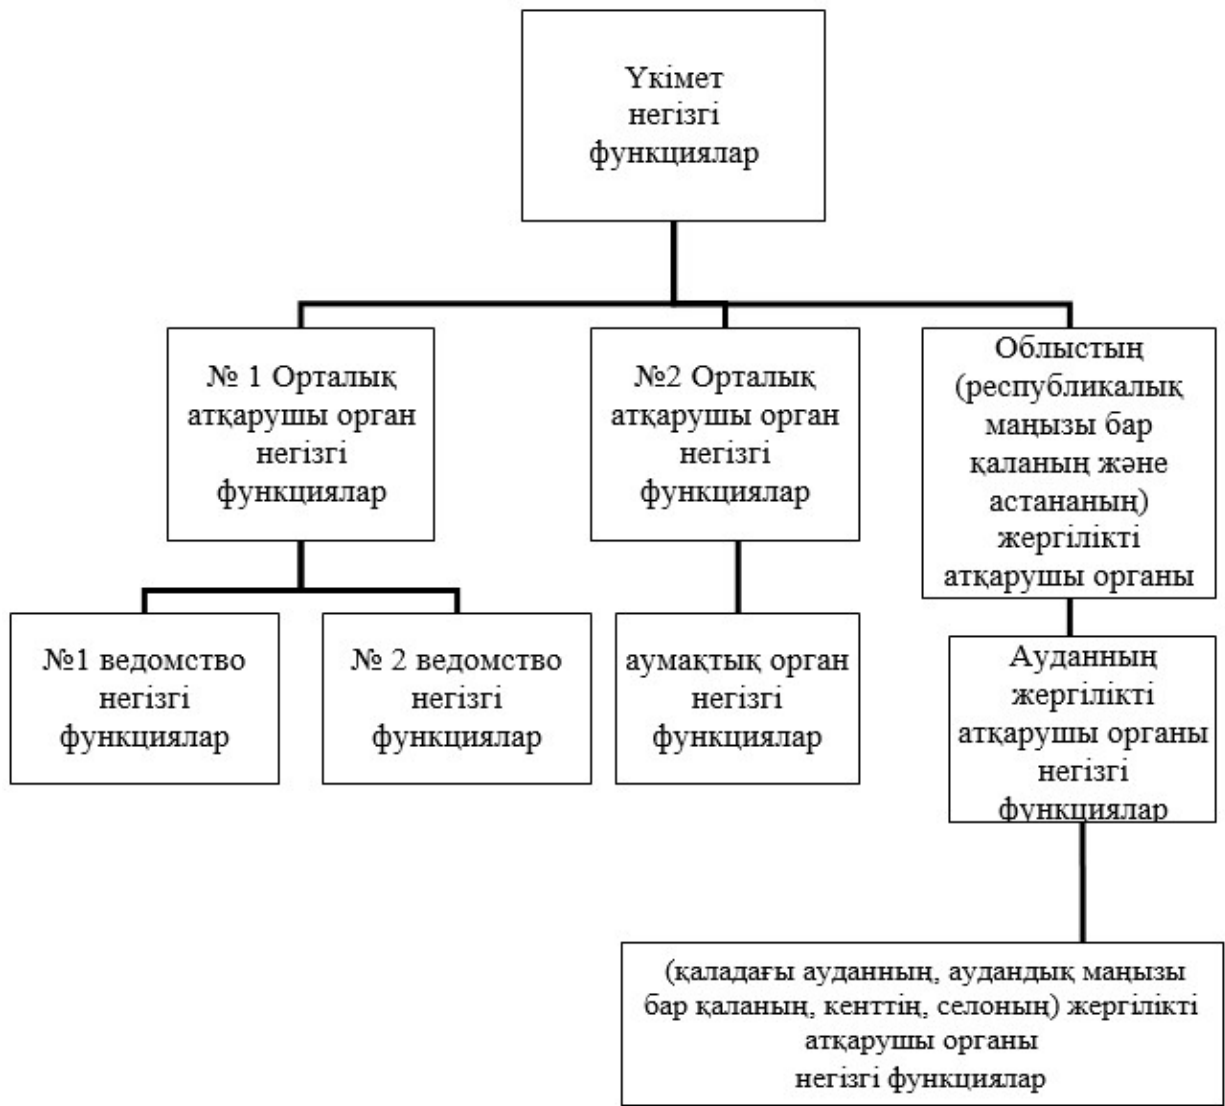 Үкімет
негізгі
функциялар
№ 1 Орталық
атқарушы орган
негізгі
функциялар
№2 Орталық
атқарушы орган
негізгі
функциялар
Облыстың
(республикалық
маңызы бар
қаланың және
астананың)
жергілікті
атқарушы органы
№1 ведомство
негізгі
функциялар
№ 2 ведомство
негізгі
функциялар
аумақтық орган
негізгі
функциялар
Ауданның
жергілікті
атқарушы органы
негізгі
функциялар
(қаладағы ауданның, аудандық маңызы
бар қаланың, кенттің, селоның) жергілікті
атқарушы органы
негізгі функциялар